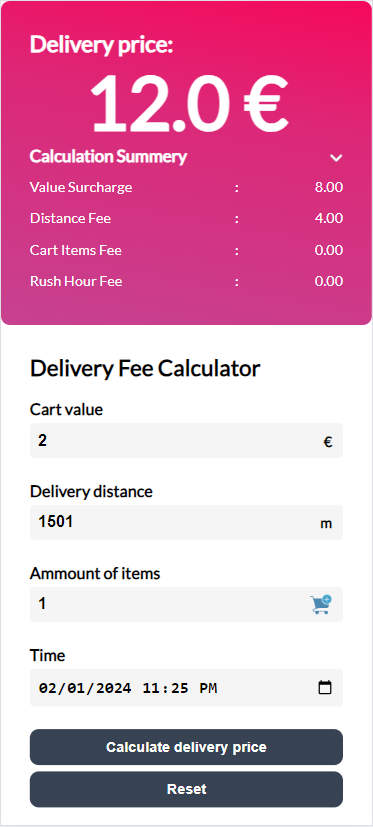 Delivery price:
12.0 €
Calculation Summery
Value Surcharge : 8.00
Distance Fee : 4.00
Cart Items Fee : 0.00
Rush Hour Fee : 0.00
Delivery Fee Calculator
Cart value
2 €
Delivery distance
1501 m
Ammount of items
1
Time
02/01/2024 11:25 PM
Calculate delivery price
Reset